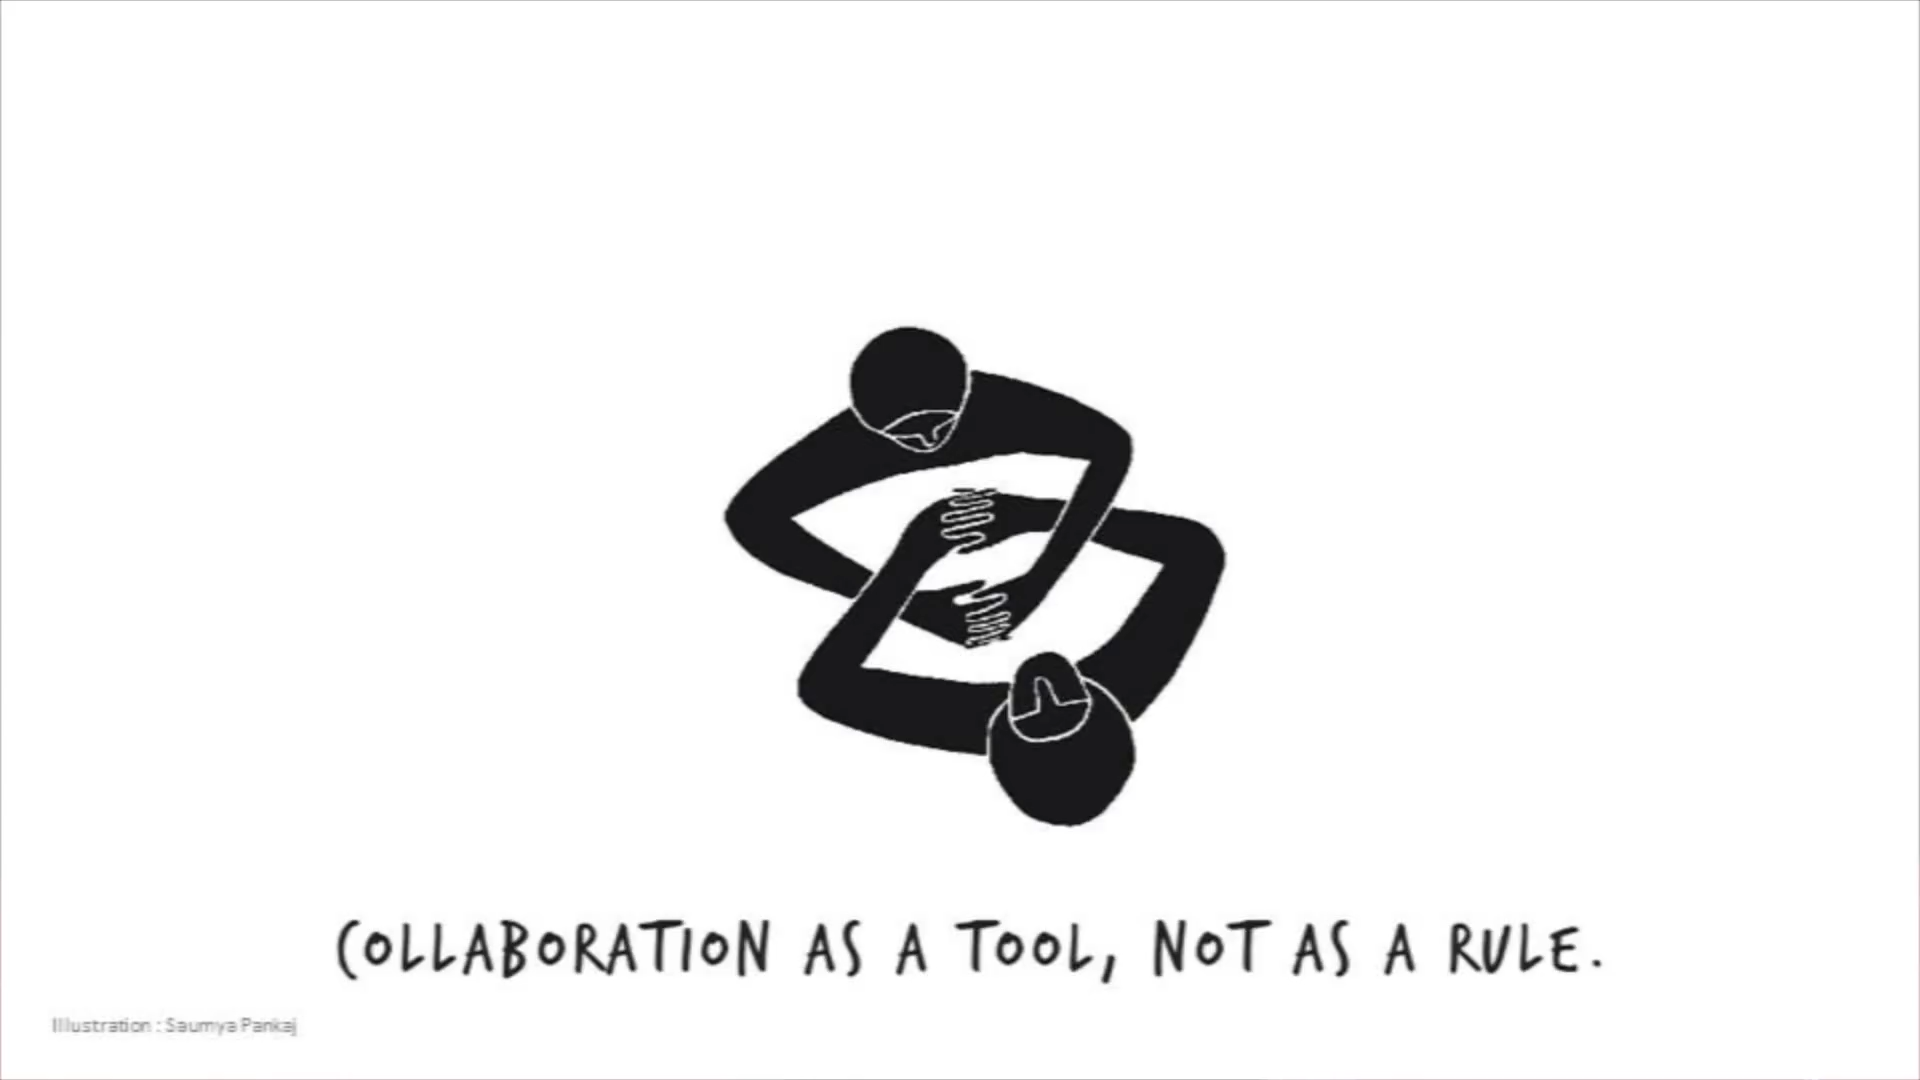 COLLABORATION AS A TOOL, NOT AS A RULE.
Illustration : Saumya Pankaj